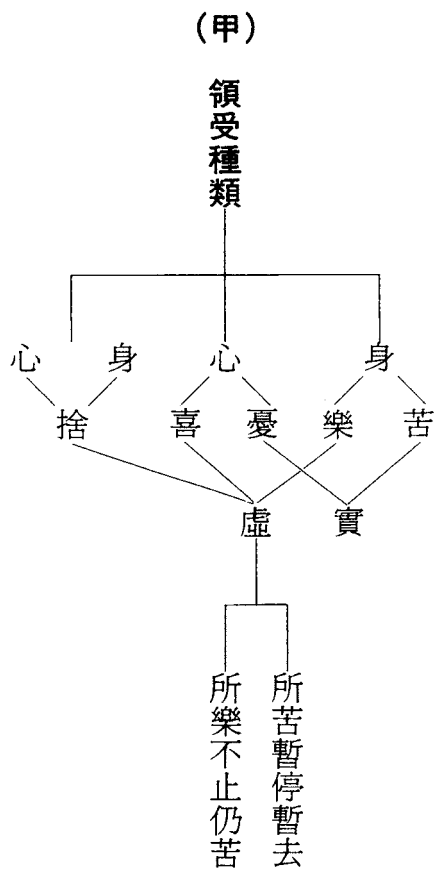 （甲）
領受種類
身
心
身
心
苦
樂
憂
喜
捨
實
虛
所苦暫停暫去
所樂不止仍苦